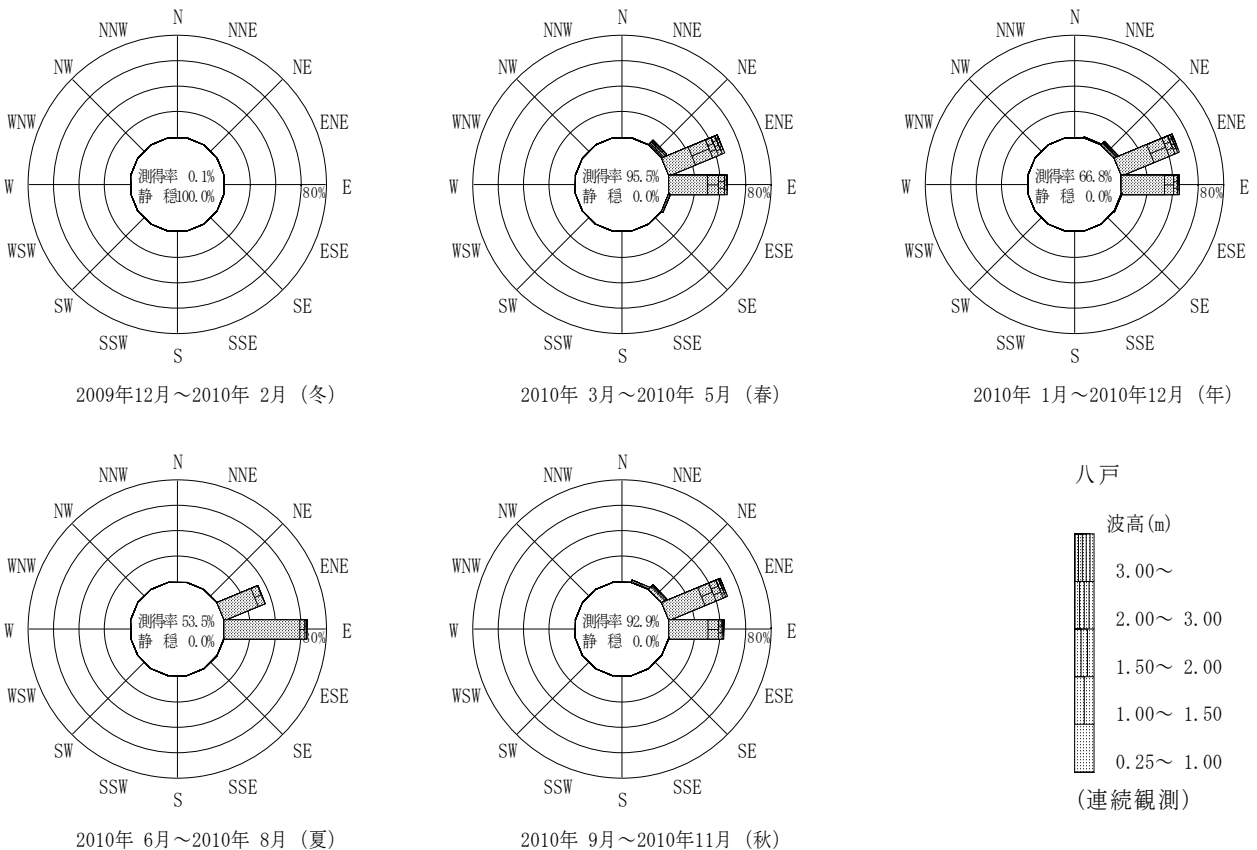 N
NNW
NNE
NW
NE
WNW
ENE
測得率 0.1%
静 穏100.0%
W
80%
E
WSW
ESE
SW
SE
SSW
SSE
S
2009年12月～2010年 2月 (冬)
N
NNW
NNE
NW
NE
WNW
ENE
測得率 95.5%
静 穏 0.0%
W
80%
E
WSW
ESE
SW
SE
SSW
SSE
S
2010年 3月～2010年 5月 (春)
N
NNW
NNE
NW
NE
WNW
ENE
測得率 66.8%
静 穏 0.0%
W
80%
E
WSW
ESE
SW
SE
SSW
SSE
S
2010年 1月～2010年12月 (年)
N
NNW
NNE
NW
NE
WNW
ENE
測得率 53.5%
静 穏 0.0%
W
80%
E
WSW
ESE
SW
SE
SSW
SSE
S
2010年 6月～2010年 8月 (夏)
N
NNW
NNE
NW
NE
WNW
ENE
測得率 92.9%
静 穏 0.0%
W
80%
E
WSW
ESE
SW
SE
SSW
SSE
S
2010年 9月～2010年11月 (秋)
八戸
波高(m)
3.00～
2.00～ 3.00
1.50～ 2.00
1.00～ 1.50
0.25～ 1.00
(連続観測)